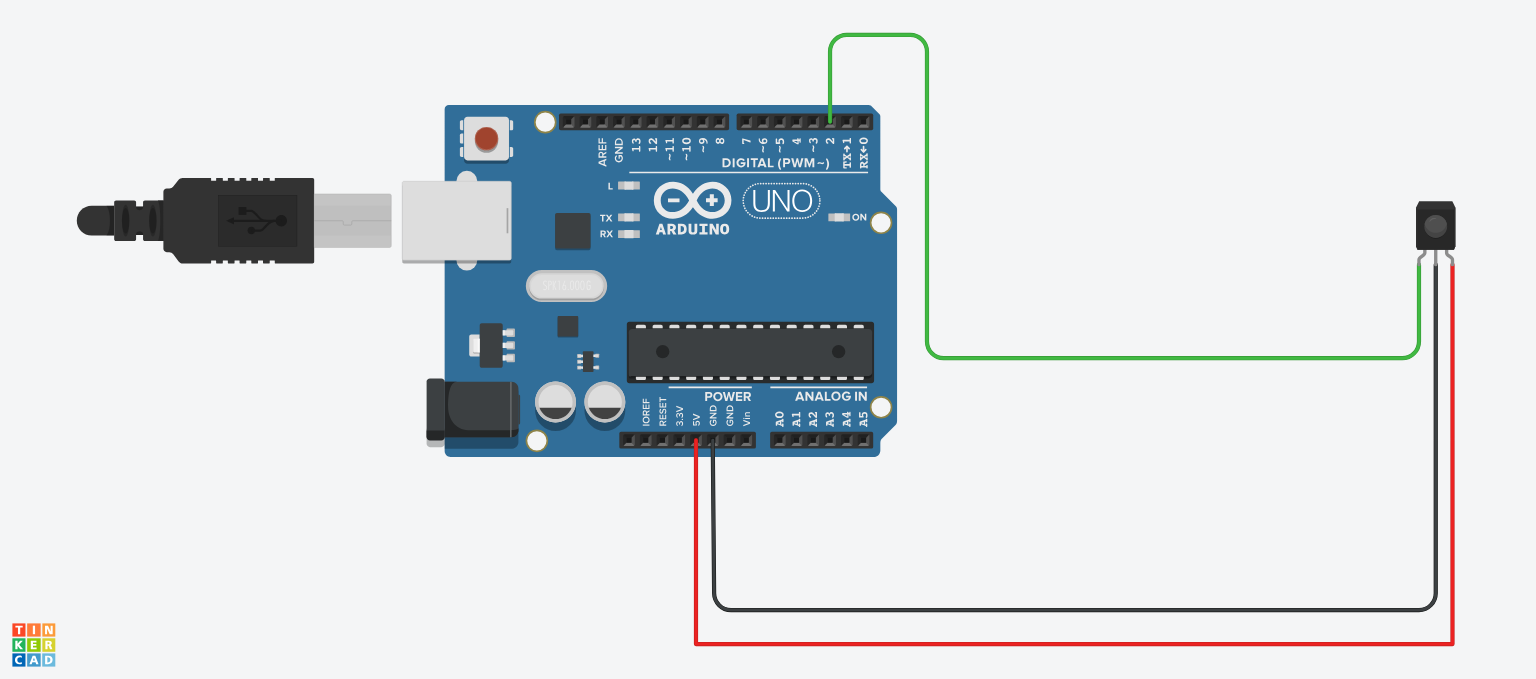 AREF
GND
13
12
~11
~10
~9
8
7
~6
~5
4
~3
2
TX→1
RX←0
DIGITAL (PWM~)
L
TX
RX
ARDUINO
UNO
ON
POWER
ANALOG IN
IOREF
RESET
3.3V
5V
GND
GND
Vin
A0
A1
A2
A3
A4
A5
TIN
KER
CAD